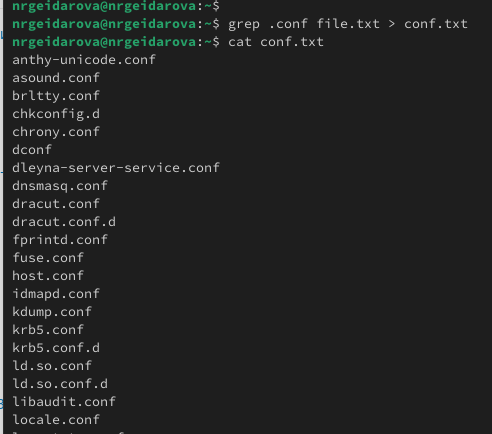 nrgeidarova@nrgeidarova:~$
nrgeidarova@nrgeidarova:~$ grep .conf file.txt > conf.txt
nrgeidarova@nrgeidarova:~$ cat conf.txt
anthy-unicode.conf
asound.conf
brltty.conf
chkconfig.d
chrony.conf
dconf
dleyna-server-service.conf
dnsmasq.conf
dracut.conf
dracut.conf.d
fprintd.conf
fuse.conf
host.conf
idmapd.conf
kdump.conf
krb5.conf
krb5.conf.d
ld.so.conf
ld.so.conf.d
libaudit.conf
locale.conf